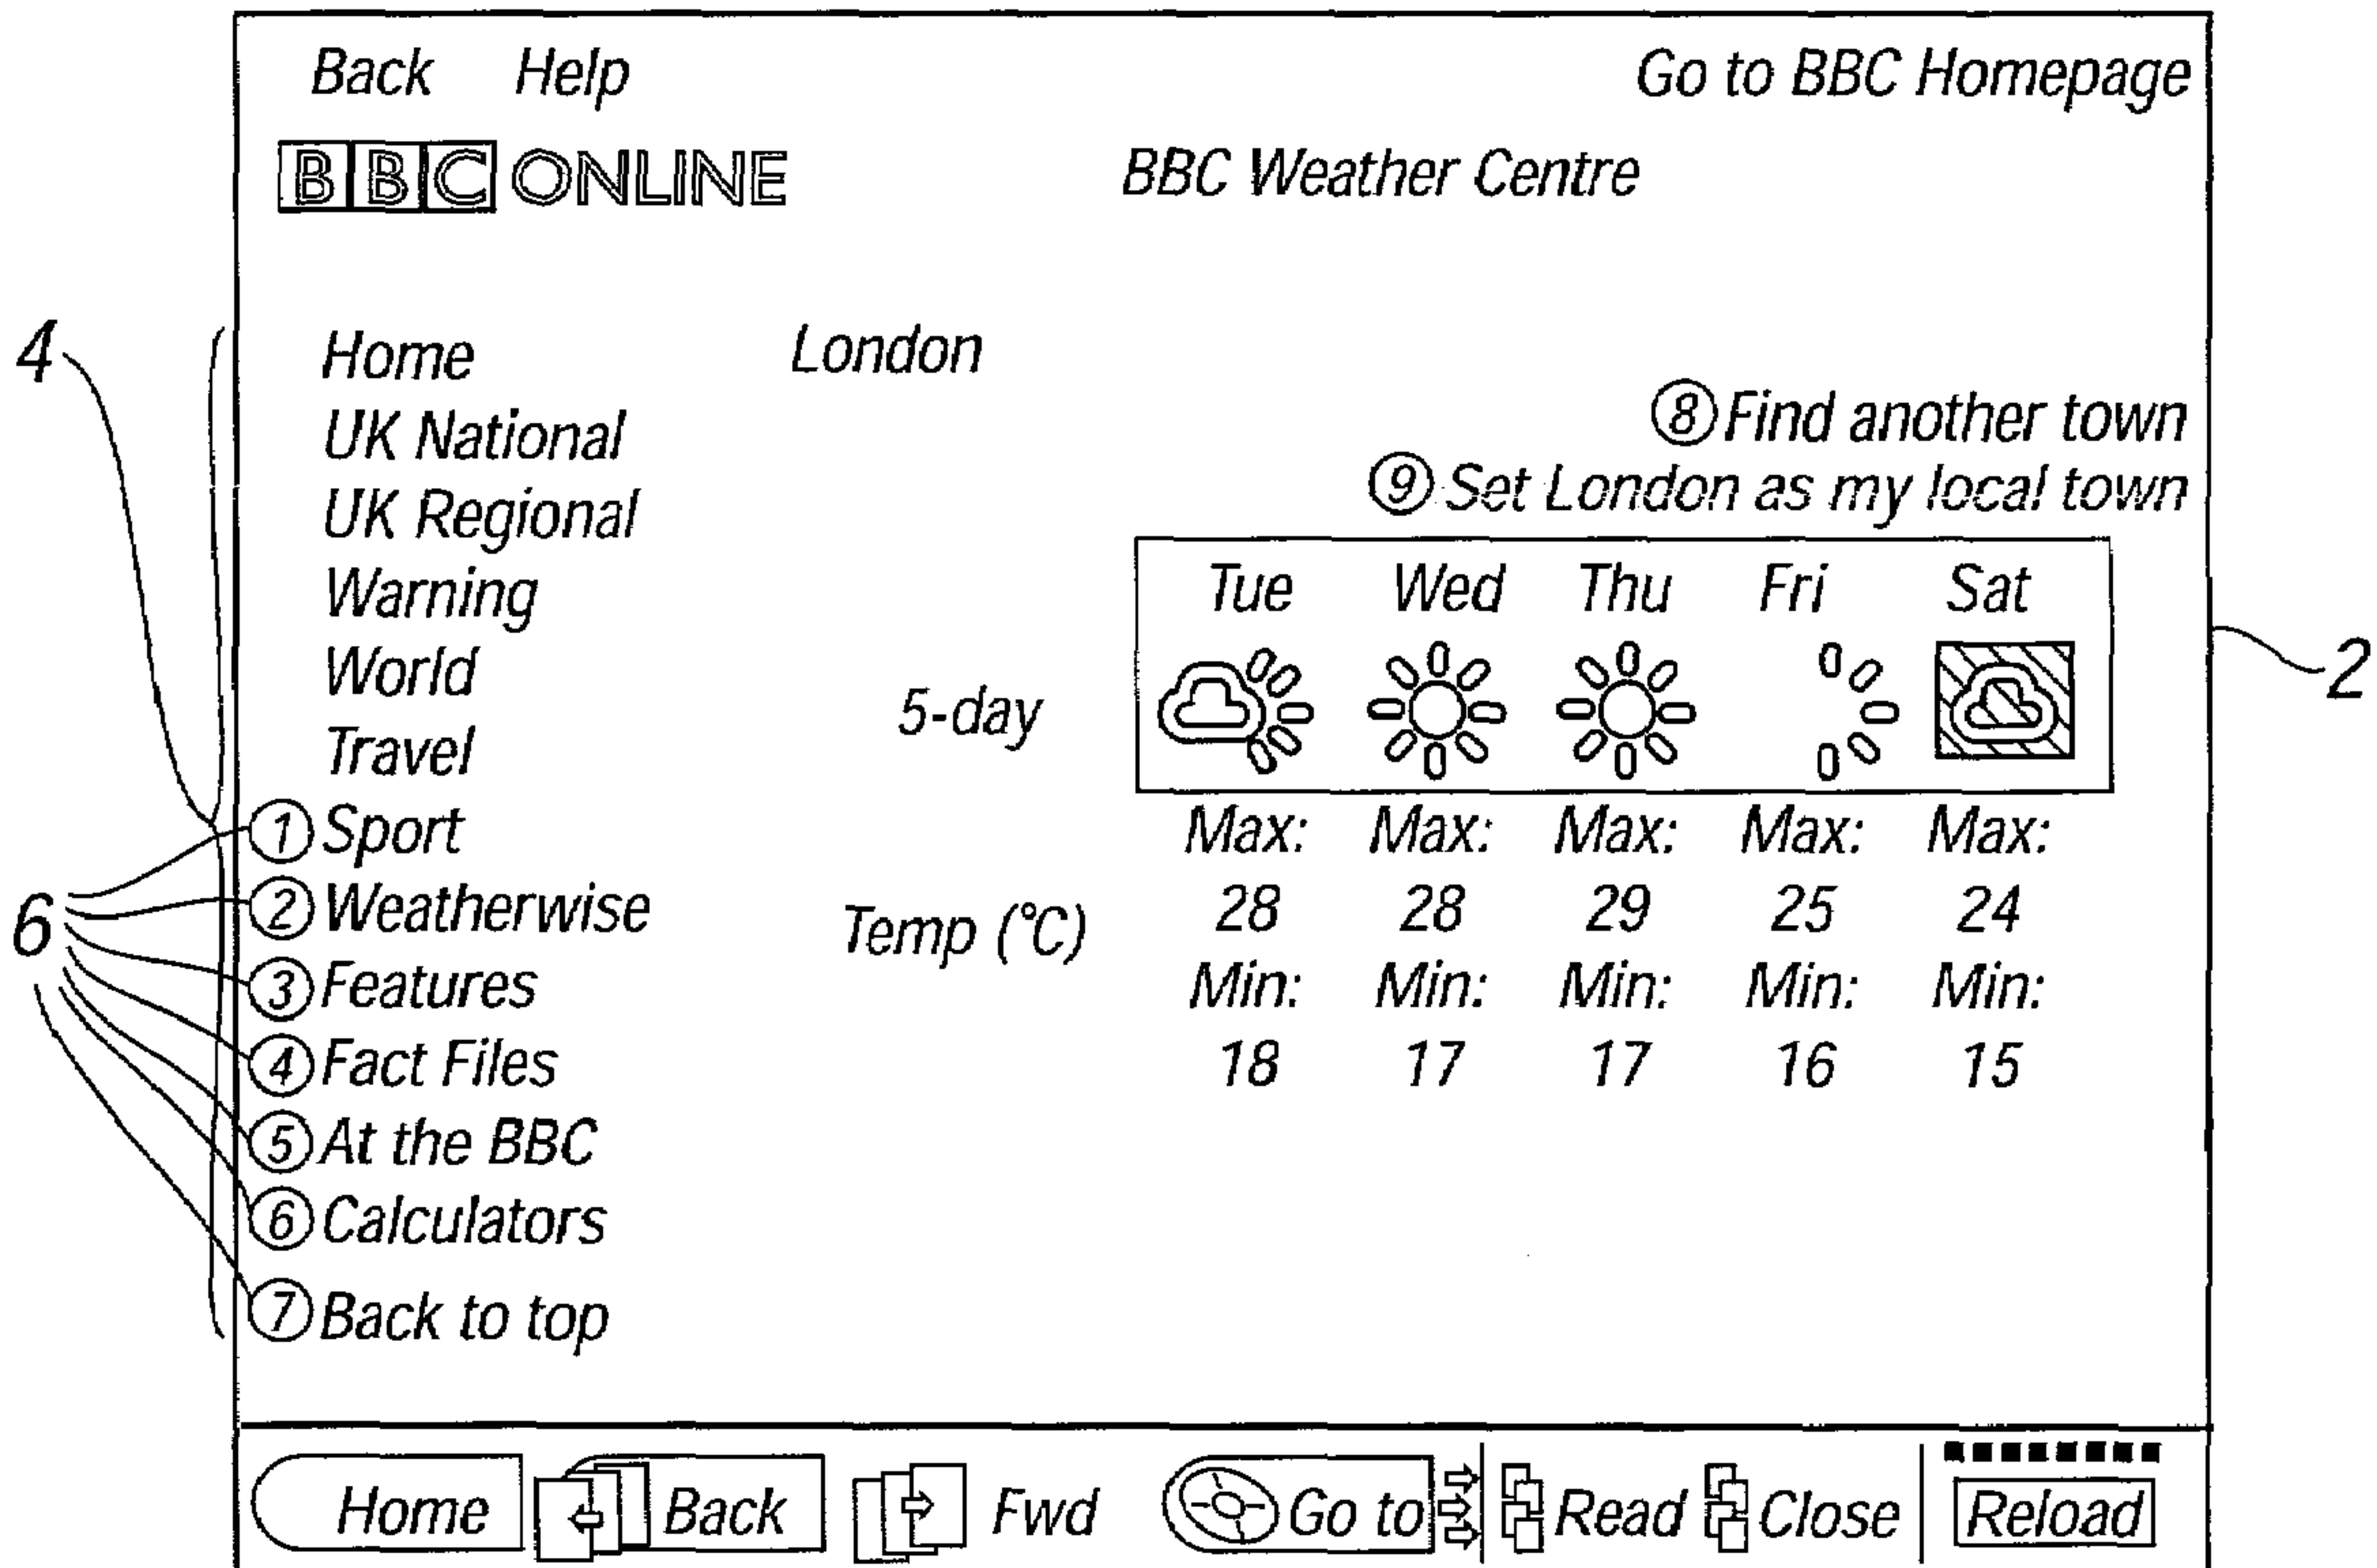 Back Help Go to BBC Homepage
BBC ONLINE BBC Weather Centre
4 Home London
UK National 8 Find another town
UK Regional 9 Set London as my local town
Warning Tue Wed Thu Fri Sat
World 2
Travel 5-day
1 Sport Max: Max: Max: Max: Max:
6 2 Weatherwise Temp (°C) 28 28 29 25 24
3 Features Min: Min: Min: Min: Min:
4 Fact Files 18 17 17 16 15
5 At the BBC
6 Calculators
7 Back to top
Home Back Fwd Go to Read Close Reload